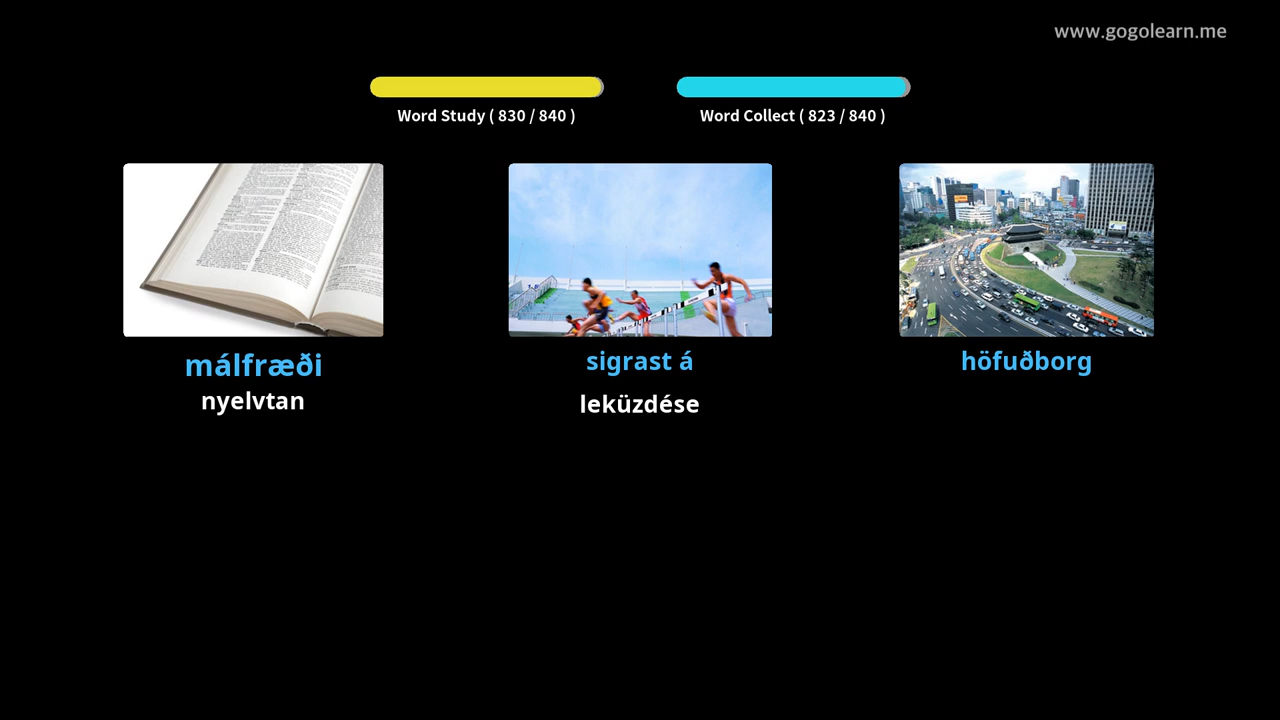 www.gogolearn.me
Word Study ( 830 / 840 )
Word Collect ( 823 / 840 )
málfræði
nyelvtan
sigrast á
leküzdése
höfuðborg